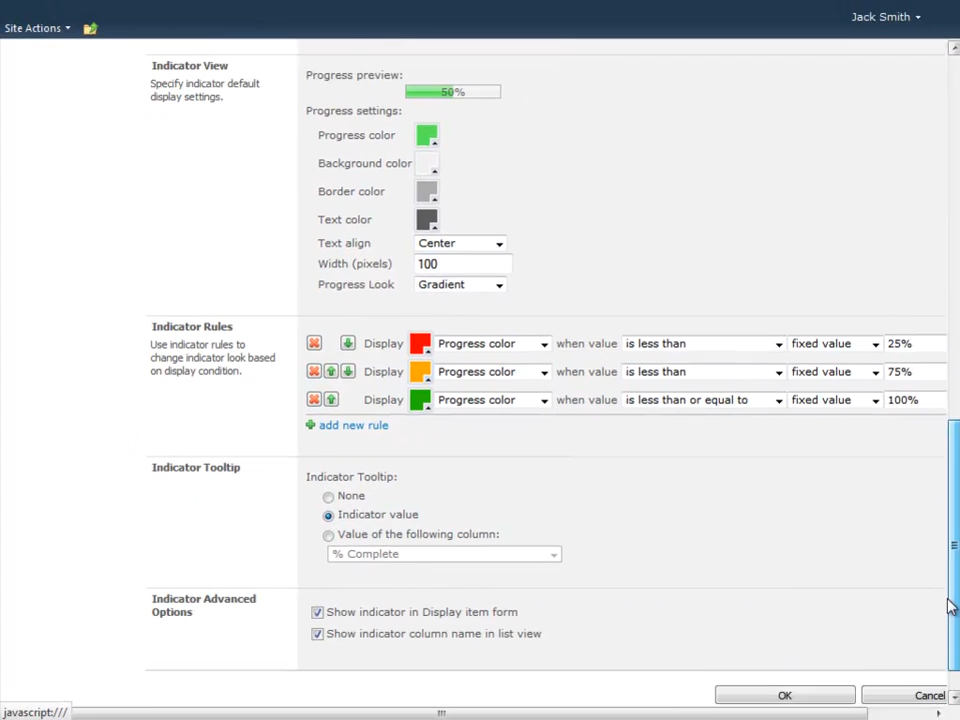 Jack Smith
Site Actions
Indicator View
Specify indicator default
display settings.
Progress preview:
50%
Progress settings:
Progress color
Background color
Border color
Text color
Text align
Center
Width (pixels)
100
Progress Look
Gradient
Indicator Rules
Use indicator rules to
change indicator look based
on display condition.
Display Progress color when value is less than fixed value 25%
Display Progress color when value is less than fixed value 75%
Display Progress color when value is less than or equal to fixed value 100%
add new rule
Indicator Tooltip
Indicator Tooltip:
None
Indicator value
Value of the following column:
% Complete
Indicator Advanced
Options
Show indicator in Display item form
Show indicator column name in list view
OK
Cancel
javascript:///